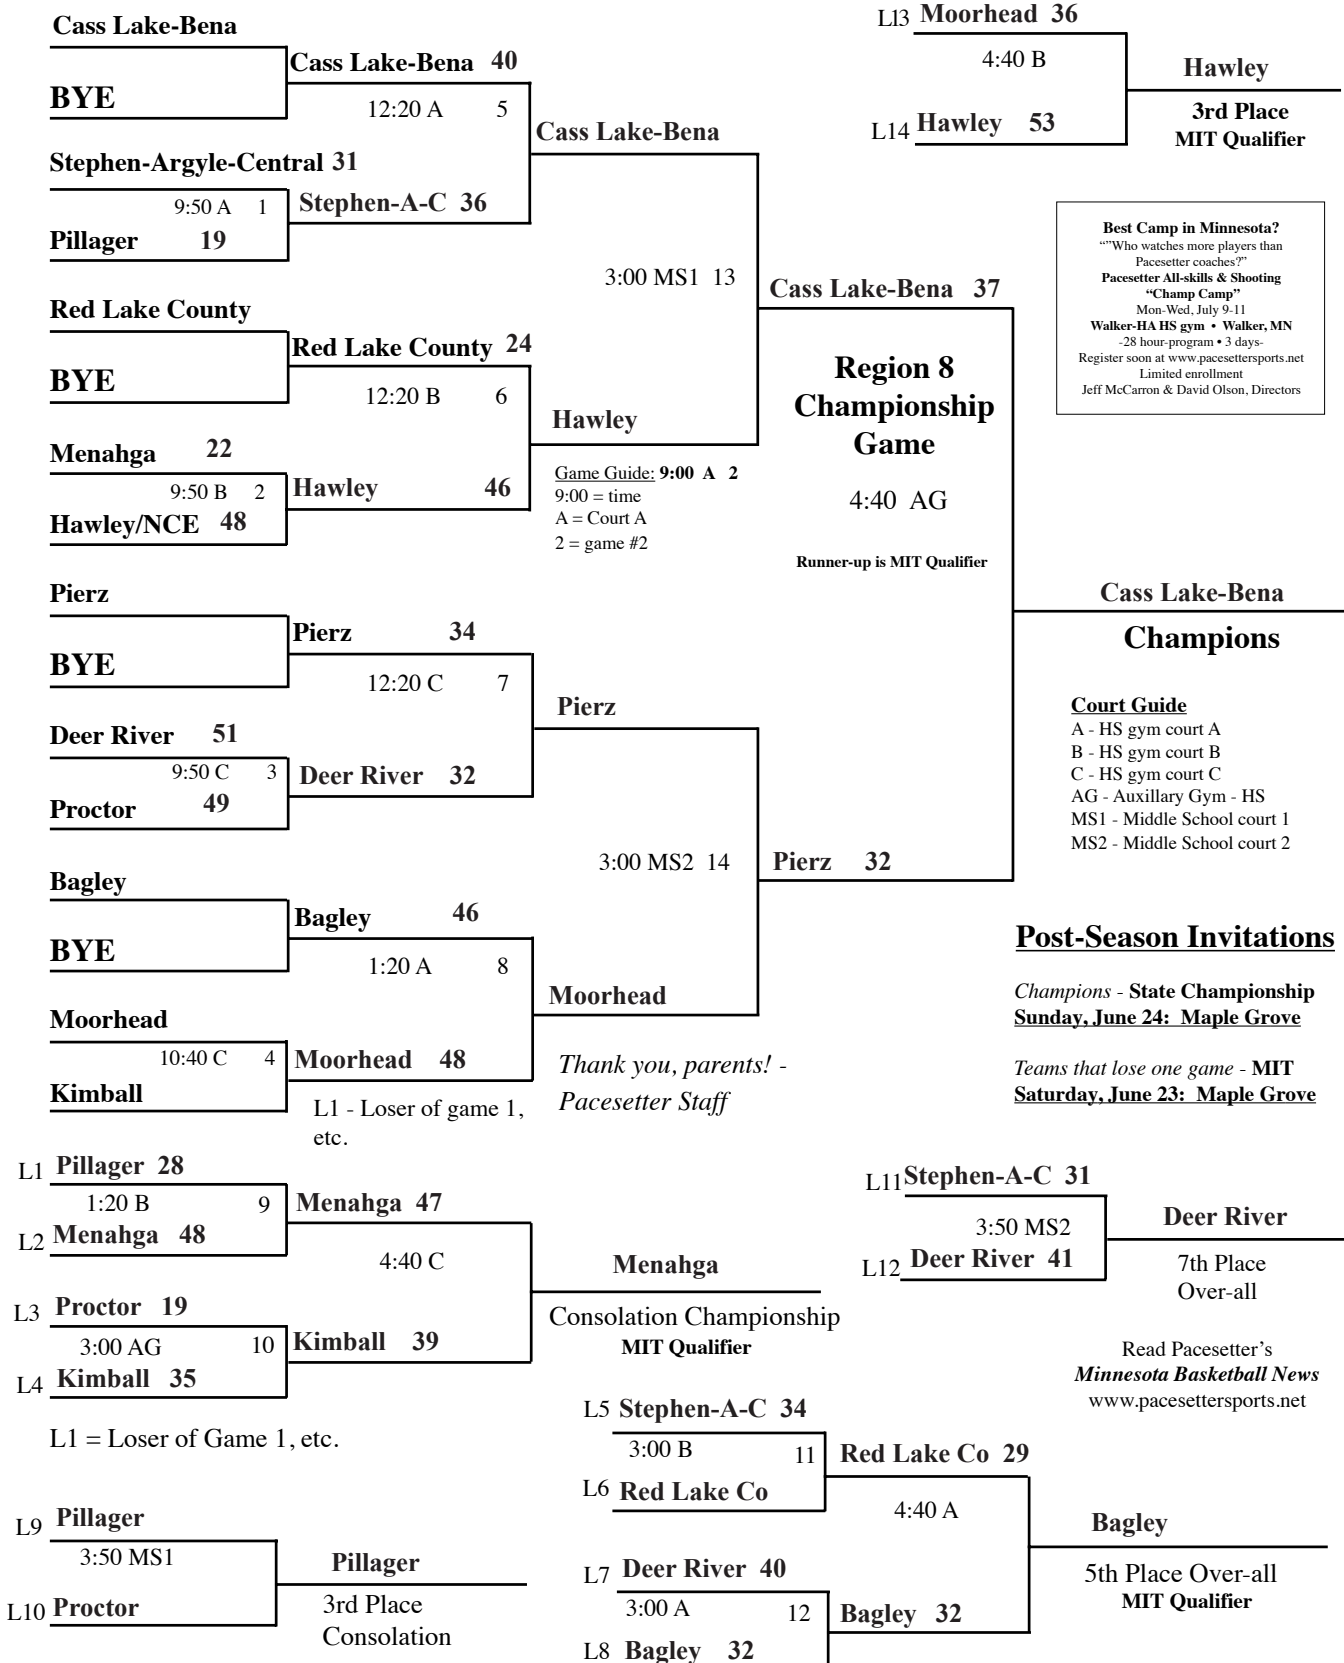 Cass Lake-Bena
BYE
Cass Lake-Bena 40
12:20 A 5
Stephen-Argyle-Central 31
9:50 A 1
Pillager 19
Stephen-A-C 36
Cass Lake-Bena
3:00 MS1 13
Red Lake County
BYE
Red Lake County 24
12:20 B 6
Menahga 22
9:50 B 2
Hawley/NCE 48
Hawley 46
Hawley
Game Guide: 9:00 A 2
9:00 = time
A = Court A
2 = game #2
Cass Lake-Bena 37
Region 8
Championship
Game
4:40 AG
Runner-up is MIT Qualifier
L13 Moorhead 36
4:40 B
L14 Hawley 53
Hawley
3rd Place
MIT Qualifier
Best Camp in Minnesota?
“”Who watches more players than
Pacesetter coaches?”
Pacesetter All-skills & Shooting
“Champ Camp”
Mon-Wed, July 9-11
Walker-HA HS gym • Walker, MN
-28 hour-program • 3 days-
Register soon at www.pacesettersports.net
Limited enrollment
Jeff McCarron & David Olson, Directors
Pierz
BYE
Pierz 34
12:20 C 7
Deer River 51
9:50 C 3
Proctor 49
Deer River 32
Pierz
3:00 MS2 14
Pierz 32
Bagley
BYE
Bagley 46
1:20 A 8
Moorhead
10:40 C 4
Kimball
Moorhead 48
Moorhead
L1 - Loser of game 1,
etc.
Thank you, parents! -
Pacesetter Staff
Cass Lake-Bena
Champions
Court Guide
A - HS gym court A
B - HS gym court B
C - HS gym court C
AG - Auxillary Gym - HS
MS1 - Middle School court 1
MS2 - Middle School court 2
Post-Season Invitations
Champions - State Championship
Sunday, June 24: Maple Grove
Teams that lose one game - MIT
Saturday, June 23: Maple Grove
L1 Pillager 28
1:20 B 9
L2 Menahga 48
Menahga 47
4:40 C
L3 Proctor 19
3:00 AG 10
L4 Kimball 35
Kimball 39
Menahga
Consolation Championship
MIT Qualifier
L1 = Loser of Game 1, etc.
L11 Stephen-A-C 31
3:50 MS2
L12 Deer River 41
Deer River
7th Place
Over-all
Read Pacesetter’s
Minnesota Basketball News
www.pacesettersports.net
L9 Pillager
3:50 MS1
L10 Proctor
Pillager
3rd Place
Consolation
L5 Stephen-A-C 34
3:00 B 11
L6 Red Lake Co
Red Lake Co 29
4:40 A
L7 Deer River 40
3:00 A 12
L8 Bagley 32
Bagley 32
Bagley
5th Place Over-all
MIT Qualifier